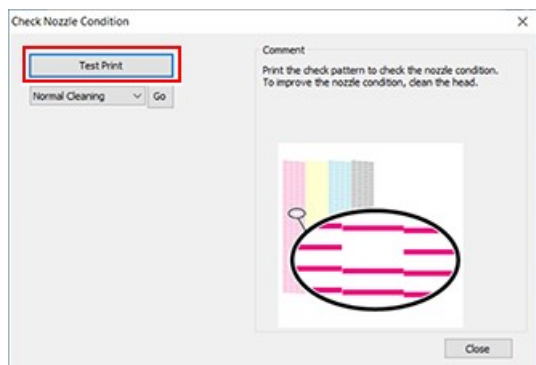 Check Nozzle Condition
Test Print
Normal Cleaning
Go
Comment
Print the check pattern to check the nozzle condition.
To improve the nozzle condition, clean the head.
Close